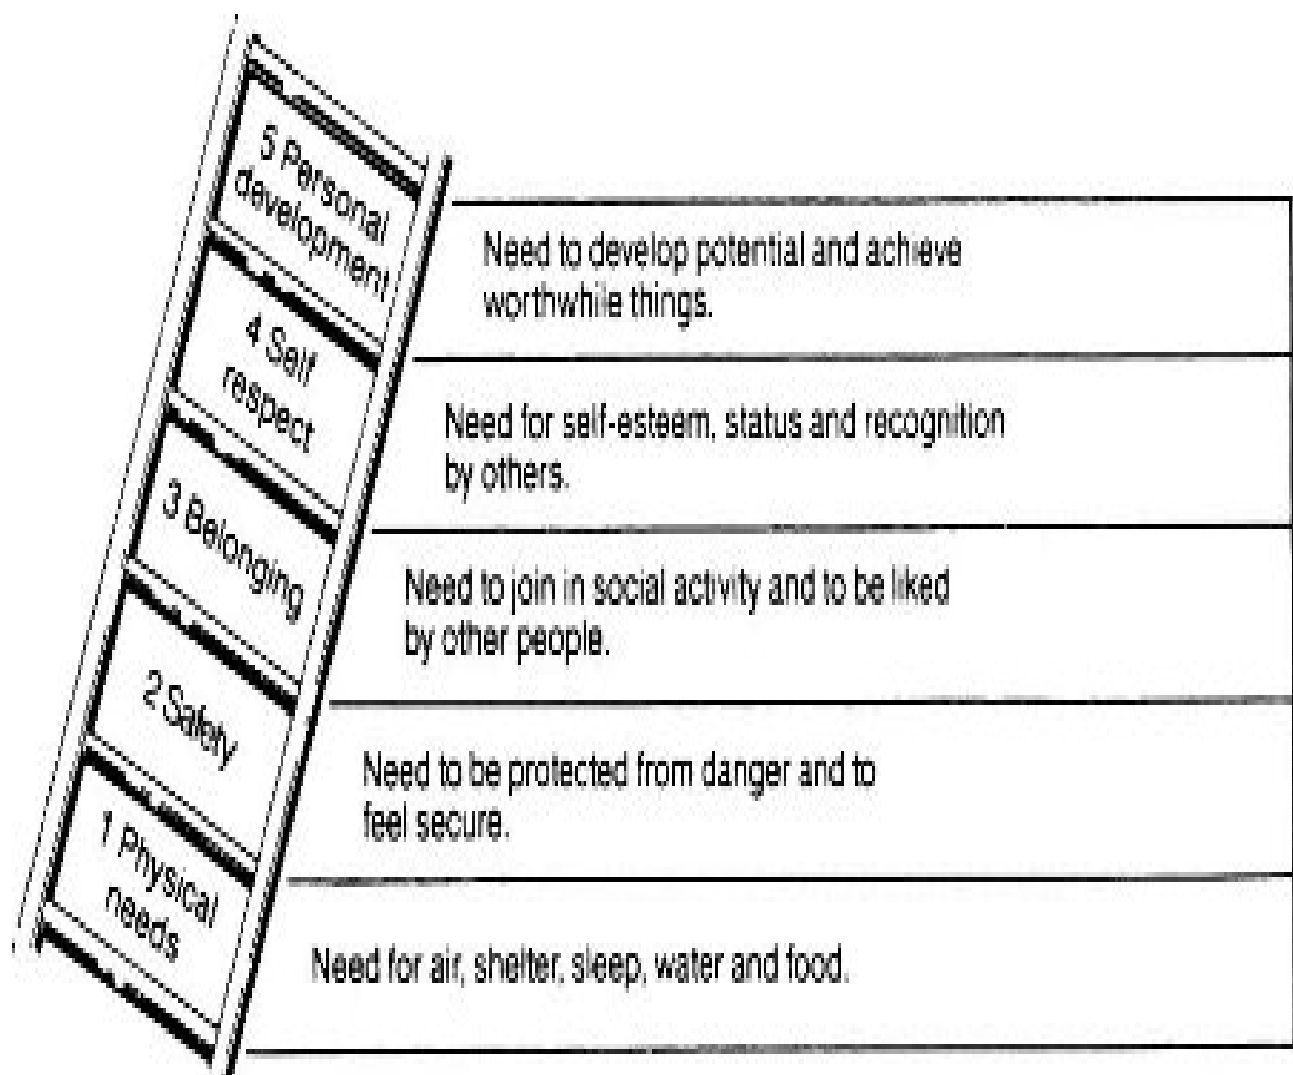 5 Personal
development
Need to develop potential and achieve
worthwhile things.
4 Self
respect
Need for self-esteem, status and recognition
by others.
3 Belonging
Need to join in social activity and to be liked
by other people.
2 Safety
Need to be protected from danger and to
feel secure.
1 Physical
needs
Need for air, shelter, sleep, water and food.